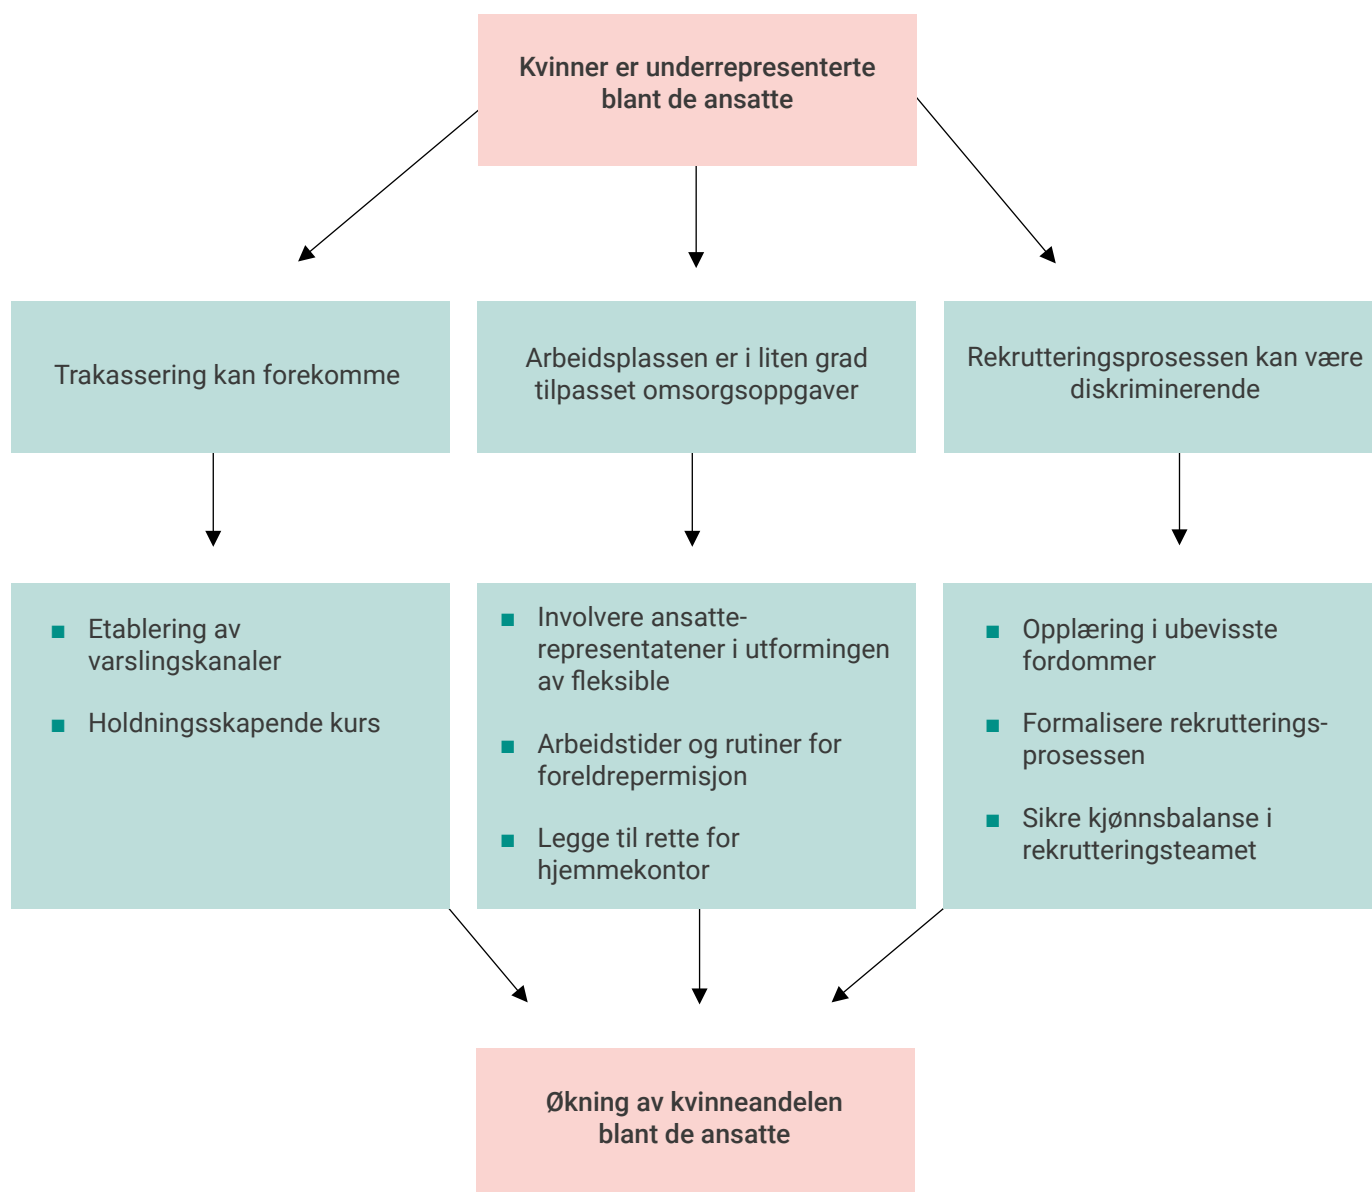 Kvinner er underrepresenterte
blant de ansatte
Trakassering kan forekomme
Arbeidsplassen er i liten grad
tilpasset omsorgsoppgaver
Rekrutteringsprosessen kan være
diskriminerende
Etablering av
varslingskanaler
Holdningsskapende kurs
Involvere ansatte-
representatener i utformingen
av fleksible
Arbeidstider og rutiner for
foreldrepermisjon
Legge til rette for
hjemmekontor
Opplæring i ubevisste
fordommer
Formalisere rekrutterings-
prosessen
Sikre kjønnsbalanse i
rekrutteringsteamet
Økning av kvinneandelen
blant de ansatte